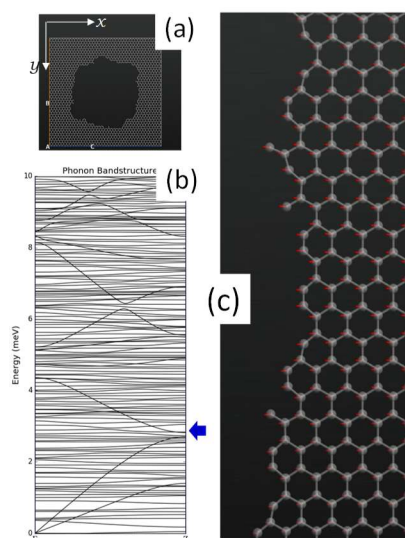 (a)
x
y
B
A
C
Phonon Bandstructure
(b)
10
8
6
4
2
0
Energy (meV)
(c)